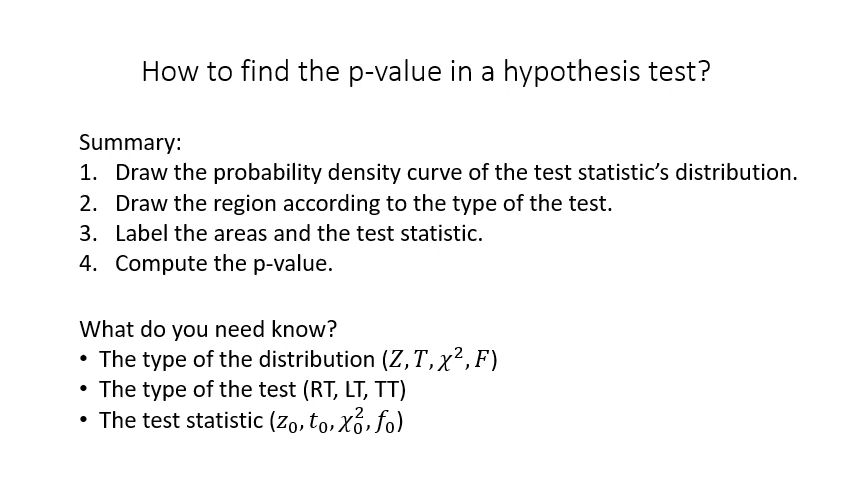 How to find the p-value in a hypothesis test?
Summary:
1. Draw the probability density curve of the test statistic’s distribution.
2. Draw the region according to the type of the test.
3. Label the areas and the test statistic.
4. Compute the p-value.
What do you need know?
• The type of the distribution (𝑍, 𝑇, 𝜒², 𝐹)
• The type of the test (RT, LT, TT)
• The test statistic (𝑧₀, 𝑡₀, 𝜒₀², 𝑓₀)